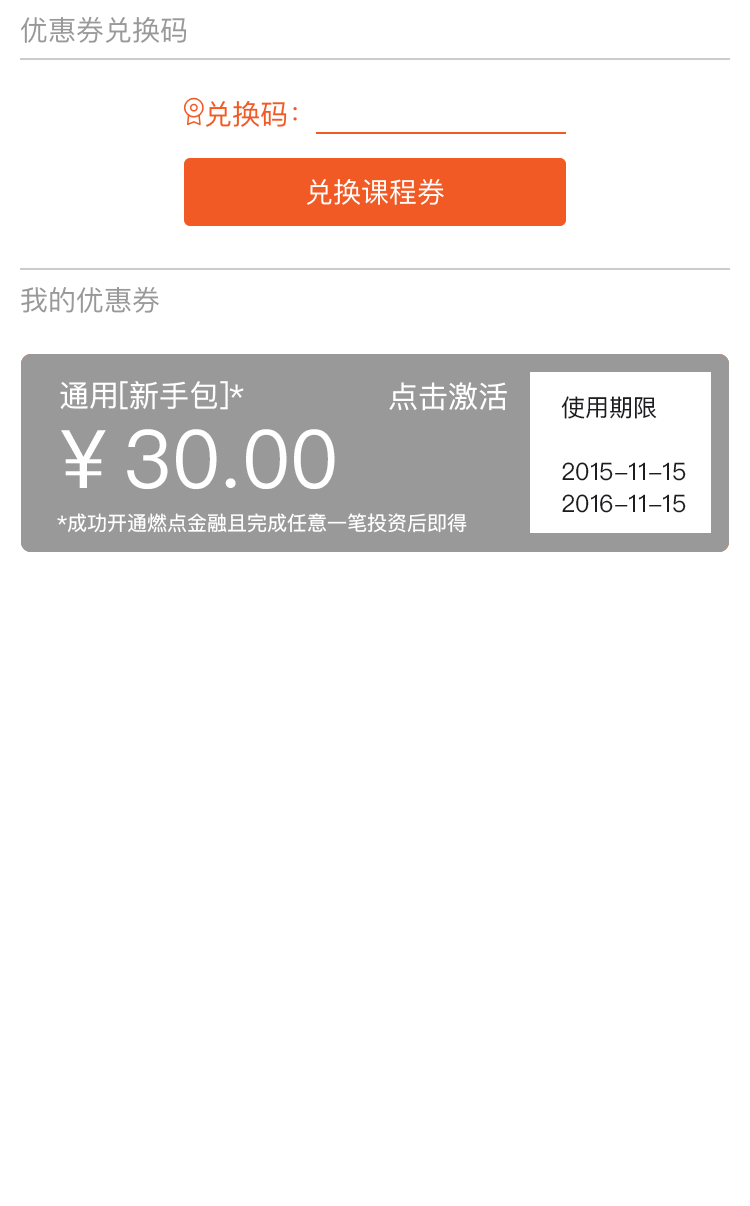 优惠券兑换码
兑换码：
兑换课程券
我的优惠券
通用[新手包]*
点击激活
¥ 30.00
*成功开通燃点金融且完成任意一笔投资后即得
使用期限
2015-11-15
2016-11-15